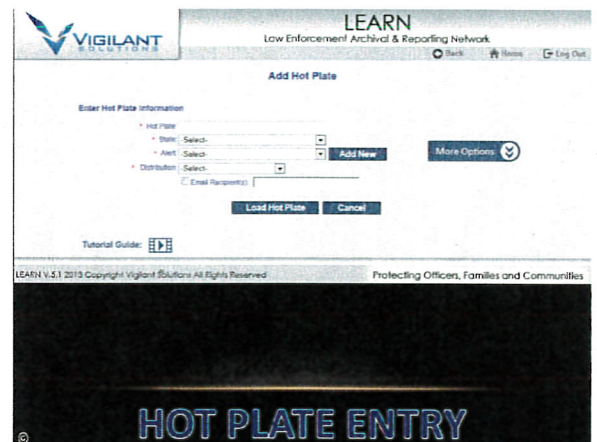 VIGILANT
SOLUTIONS
LEARN
Law Enforcement Archival & Reporting Network
Back Home Log Out
Add Hot Plate
Enter Hot Plate Information
* Hot Plate:
* State: -Select-
* Alert: -Select- Add New
More Options
* Distribution: -Select-
Email Recipient(s):
Load Hot Plate Cancel
Tutorial Guide:
LEARN V.5.1 2013 Copyright Vigilant Solutions All Rights Reserved
Protecting Officers, Families and Communities
HOT PLATE ENTRY
©